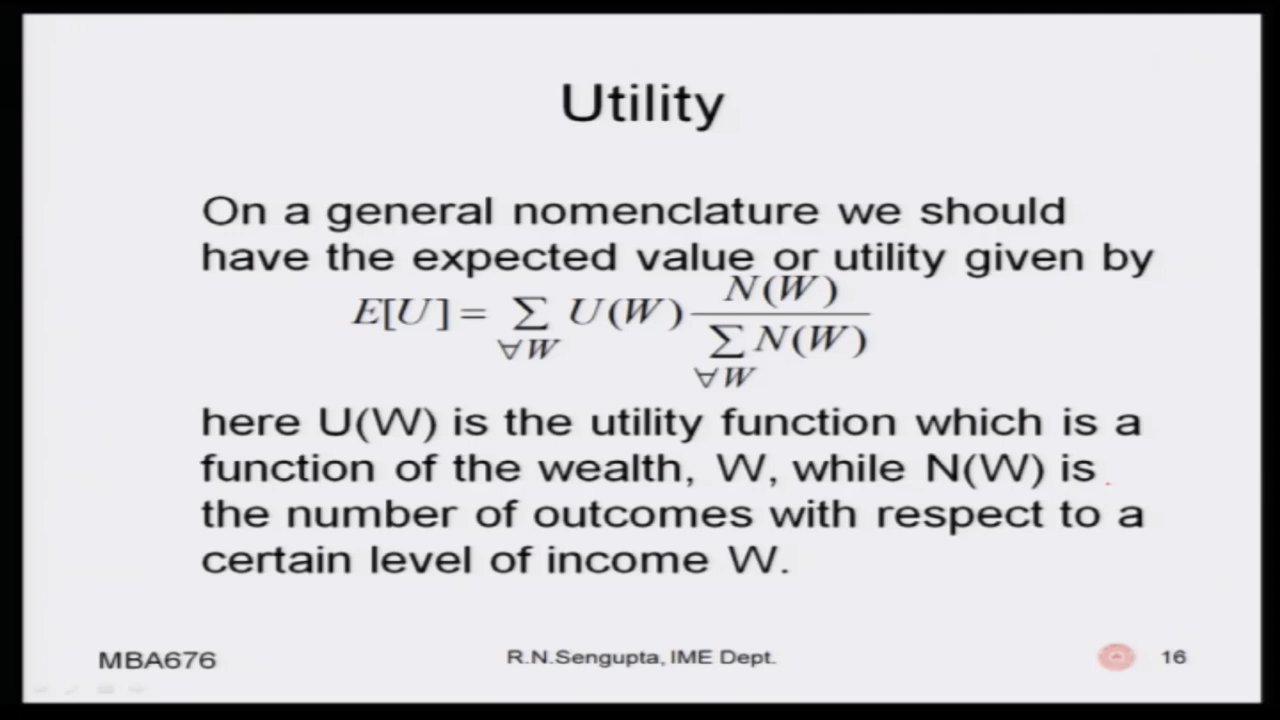 Utility
On a general nomenclature we should
have the expected value or utility given by
E[U] = ∑ U(W) N(W)
∀W ∑ N(W)
∀W
here U(W) is the utility function which is a
function of the wealth, W, while N(W) is
the number of outcomes with respect to a
certain level of income W.
MBA676 R.N.Sengupta, IME Dept. 16